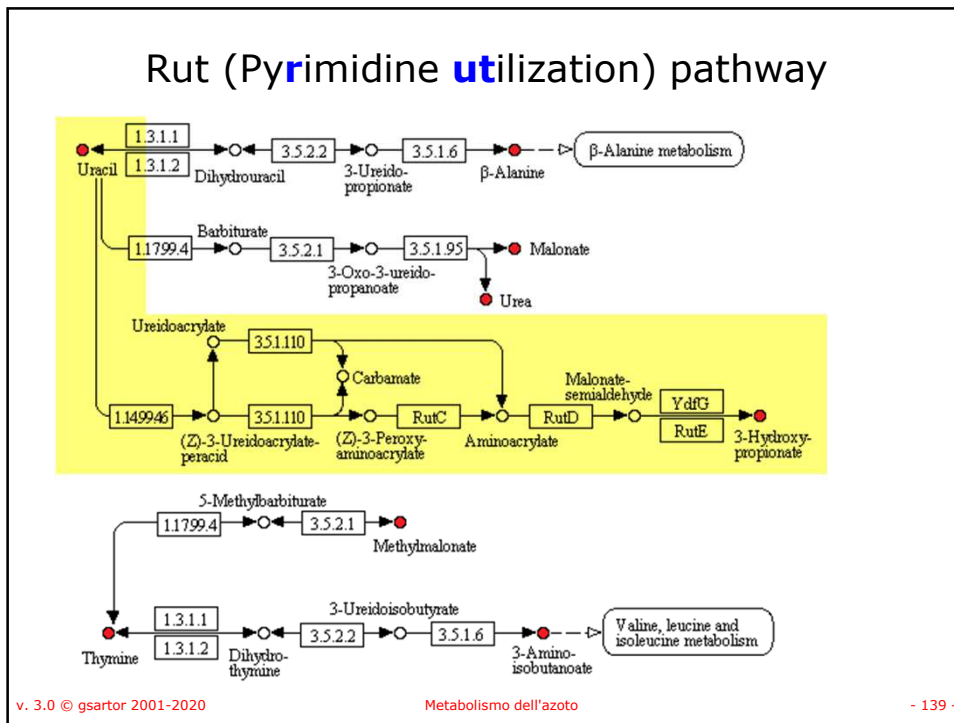 Rut (Pyrimidine utilization) pathway
1.3.1.1
1.3.1.2
Uracil
Dihydrouracil
3.5.2.2
3-Ureido-
propionate
3.5.1.6
β-Alanine
β-Alanine metabolism
1.1799.4
Barbiturate
3.5.2.1
3-Oxo-3-ureido-
propanoate
3.5.1.95
Malonate
Urea
Ureidoacrylate
3.5.1.110
Carbamate
1.14.99.46
(Z)-3-Ureidoacrylate-
peracid
3.5.1.110
(Z)-3-Peroxy-
aminoacrylate
RutC
Aminoacrylate
RutD
Malonate-
semialdehyde
YdfG
RutE
3-Hydroxy-
propionate
5-Methylbarbiturate
1.1799.4
3.5.2.1
Methylmalonate
Thymine
1.3.1.1
1.3.1.2
Dihydro-
thymine
3.5.2.2
3-Ureidoisobutyrate
3.5.1.6
3-Amino-
isobutanoate
Valine, leucine and
isoleucine metabolism
v. 3.0 © gsartor 2001-2020
Metabolismo dell'azoto
- 139 -